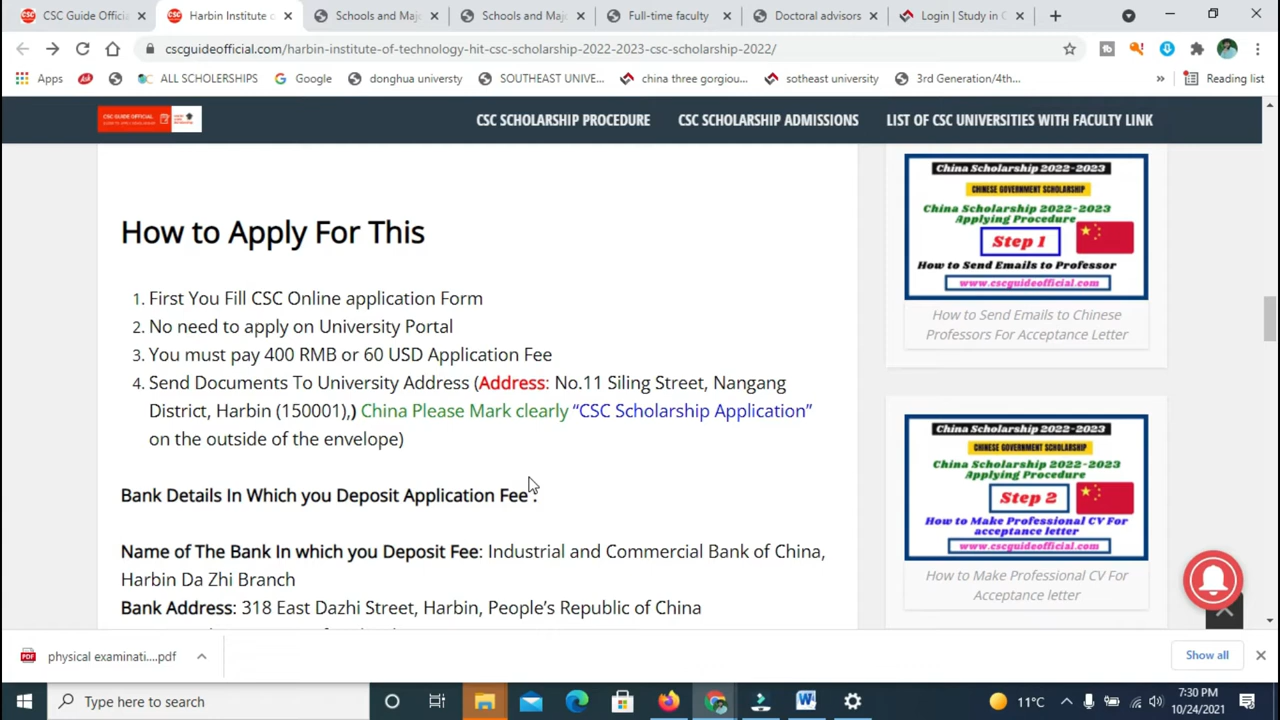 CSC Guide Offici
Harbin Institute o
Schools and Maj
Schools and Maj
Full-time faculty
Doctoral advisors
Login | Study in C
cscguideofficial.com/harbin-institute-of-technology-hit-csc-scholarship-2022-2023-csc-scholarship-2022/
Apps
ALL SCHOLERSHIPS
Google
donghua univursty
SOUTHEAST UNIVE...
china three gorgiou...
sotheast university
3rd Generation/4th...
»
Reading list
CSC GUIDE OFFICIAL
CSC SCHOLARSHIP PROCEDURE
CSC SCHOLARSHIP ADMISSIONS
LIST OF CSC UNIVERSITIES WITH FACULTY LINK
How to Apply For This
1. First You Fill CSC Online application Form
2. No need to apply on University Portal
3. You must pay 400 RMB or 60 USD Application Fee
4. Send Documents To University Address (Address: No.11 Siling Street, Nangang
District, Harbin (150001),) China Please Mark clearly “CSC Scholarship Application”
on the outside of the envelope)
Bank Details In Which you Deposit Application Fee :
Name of The Bank In which you Deposit Fee: Industrial and Commercial Bank of China,
Harbin Da Zhi Branch
Bank Address: 318 East Dazhi Street, Harbin, People’s Republic of China
China Scholarship 2022-2023
CHINESE GOVERNMENT SCHOLARSHIP
China Scholarship 2022-2023
Applying Procedure
Step 1
How to Send Emails to Professor
www.cscguideofficial.com
How to Send Emails to Chinese
Professors For Acceptance Letter
China Scholarship 2022-2023
CHINESE GOVERNMENT SCHOLARSHIP
China Scholarship 2022-2023
Applying Procedure
Step 2
How to Make Professional CV For
acceptance letter
www.cscguideofficial.com
How to Make Professional CV For
Acceptance letter
PDF
physical examinati....pdf
Show all
Type here to search
11°C
7:30 PM
10/24/2021